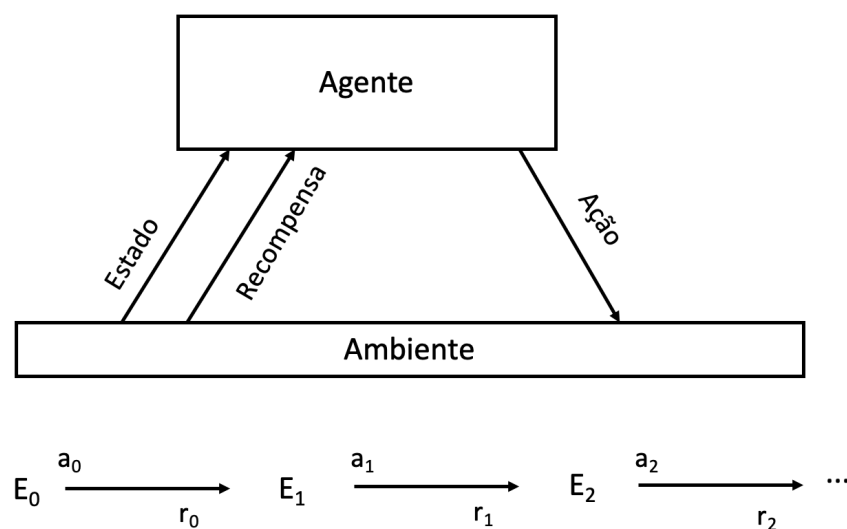 Agente
Estado
Recompensa
Ação
Ambiente
E₀ a₀ r₀ E₁ a₁ r₁ E₂ a₂ r₂ ...